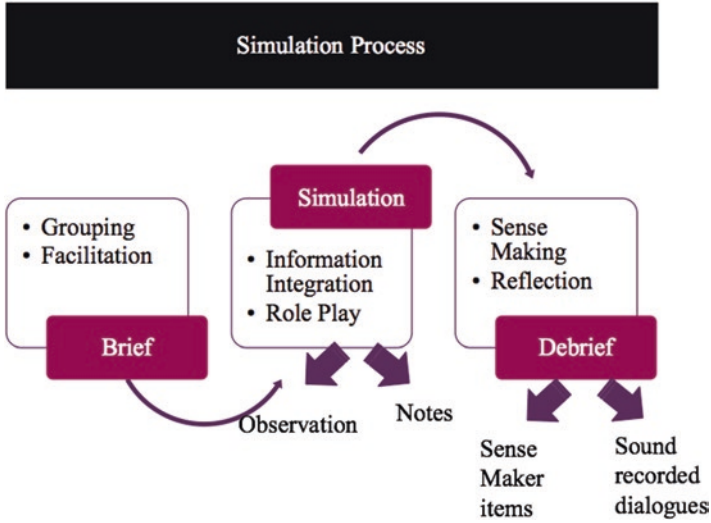 Simulation Process
• Grouping
• Facilitation
Brief
Simulation
• Information
Integration
• Role Play
Observation
Notes
• Sense
Making
• Reflection
Debrief
Sense
Maker
items
Sound
recorded
dialogues